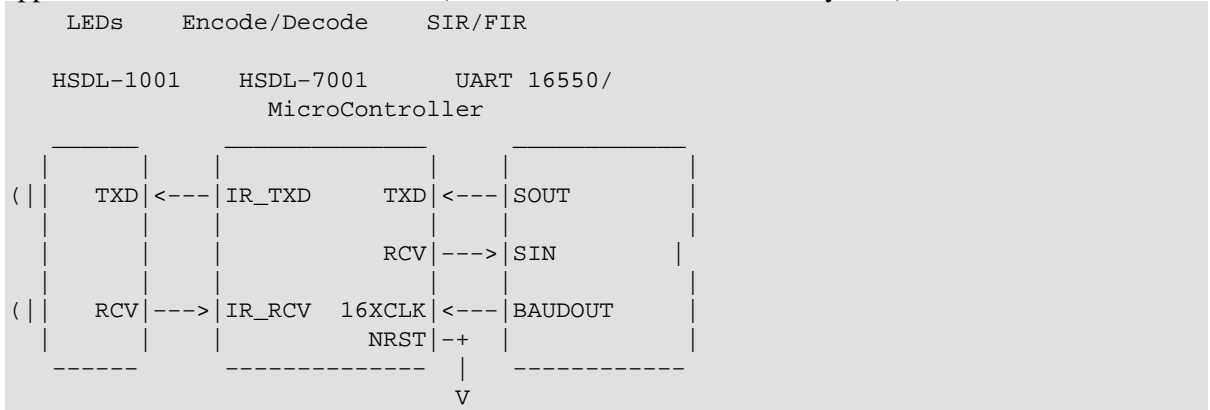 LEDs Encode/Decode SIR/FIR
HSDL-1001 HSDL-7001 UART 16550/
MicroController
(|| TXD|<---|IR_TXD TXD|<---|SOUT |
RCV|--->|SIN |
(|| RCV|--->|IR_RCV 16XCLK|<---|BAUDOUT |
NRST|-+
V